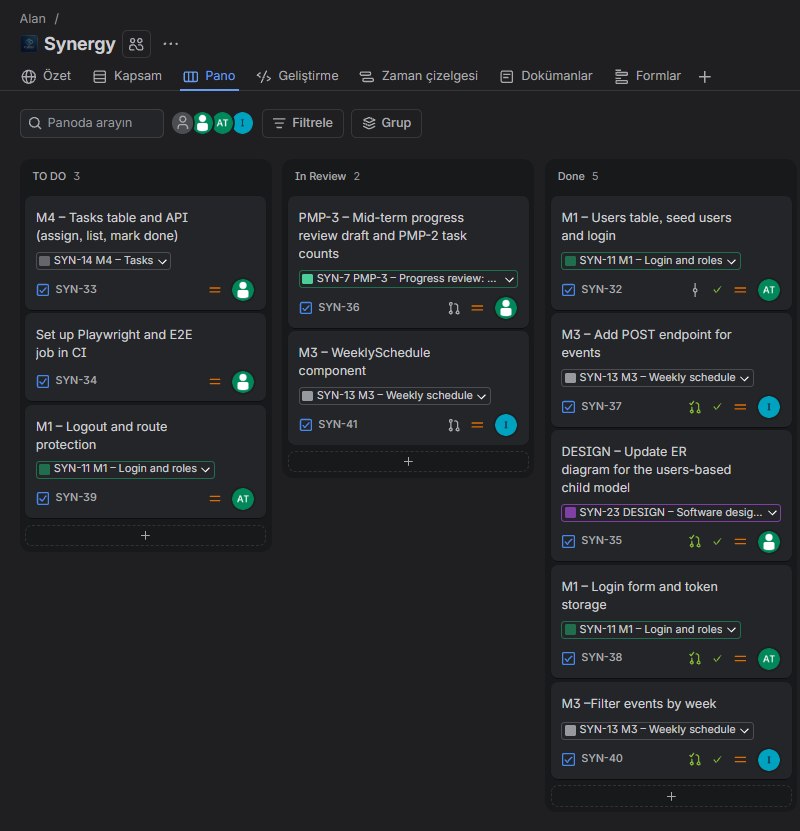 Alan /
Synergy
Özet
Kapsam
Pano
Geliştirme
Zaman çizelgesi
Dokümanlar
Formlar
Panoda arayın
AT
I
Filtrele
Grup
TO DO 3
M4 – Tasks table and API
(assign, list, mark done)
SYN-14 M4 – Tasks
SYN-33
Set up Playwright and E2E
job in CI
SYN-34
M1 – Logout and route
protection
SYN-11 M1 – Login and roles
SYN-39
AT
In Review 2
PMP-3 – Mid-term progress
review draft and PMP-2 task
counts
SYN-7 PMP-3 – Progress review: ...
SYN-36
M3 – WeeklySchedule
component
SYN-13 M3 – Weekly schedule
SYN-41
I
Done 5
M1 – Users table, seed users
and login
SYN-11 M1 – Login and roles
SYN-32
AT
M3 – Add POST endpoint for
events
SYN-13 M3 – Weekly schedule
SYN-37
I
DESIGN – Update ER
diagram for the users-based
child model
SYN-23 DESIGN – Software desig...
SYN-35
M1 – Login form and token
storage
SYN-11 M1 – Login and roles
SYN-38
AT
M3 –Filter events by week
SYN-13 M3 – Weekly schedule
SYN-40
I